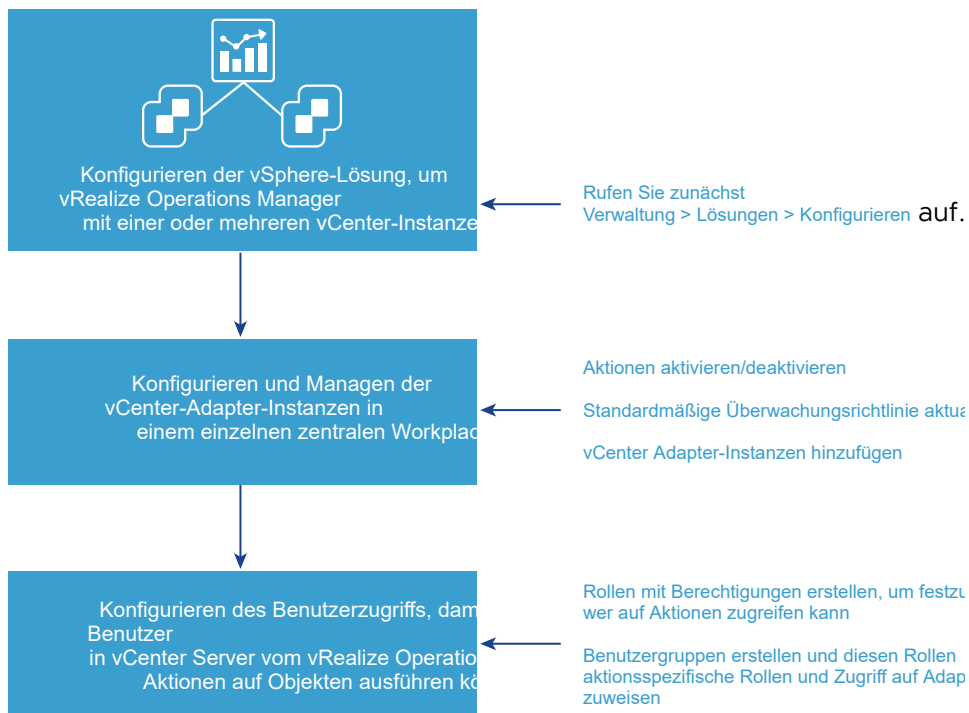 Konfigurieren der vSphere-Lösung, um
vRealize Operations Manager
mit einer oder mehreren vCenter-Instanze
Rufen Sie zunächst
Verwaltung > Lösungen > Konfigurieren auf.
Konfigurieren und Managen der
vCenter-Adapter-Instanzen in
einem einzelnen zentralen Workplac
Aktionen aktivieren/deaktivieren
Standardmäßige Überwachungsrichtlinie aktua
vCenter Adapter-Instanzen hinzufügen
Konfigurieren des Benutzerzugriffs, dam
Benutzer
in vCenter Server vom vRealize Operatio
Aktionen auf Objekten ausführen kö
Rollen mit Berechtigungen erstellen, um festzu
wer auf Aktionen zugreifen kann
Benutzergruppen erstellen und diesen Rollen
aktionsspezifische Rollen und Zugriff auf Adap
zuweisen